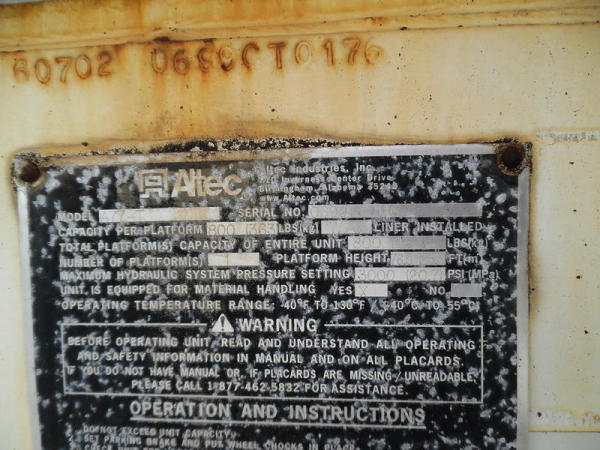 Altec
Altec Industries, Inc.
Inverness Center Drive
Birmingham, Alabama 35242
www.Altec.com
MODEL SERIAL NO.
CAPACITY PER PLATFORM 800 (363) LBS(kg) LINER INSTALLED
TOTAL PLATFORM(S) CAPACITY OF ENTIRE UNIT 800 LBS(kg)
NUMBER OF PLATFORM(S) 1 PLATFORM HEIGHT FT(m)
MAXIMUM HYDRAULIC SYSTEM PRESSURE SETTING 3000 (20.7) PSI(MPa)
UNIT IS EQUIPPED FOR MATERIAL HANDLING YES X NO
OPERATING TEMPERATURE RANGE: -40°F TO 130°F (-40°C TO 55°C)
WARNING
BEFORE OPERATING UNIT, READ AND UNDERSTAND ALL OPERATING
AND SAFETY INFORMATION IN MANUAL AND ON ALL PLACARDS.
IF YOU DO NOT HAVE MANUAL OR, IF PLACARDS ARE MISSING/UNREADABLE,
PLEASE CALL 1-877-462-5832 FOR ASSISTANCE.
OPERATION AND INSTRUCTIONS
DO NOT EXCEED UNIT CAPACITY.
SET PARKING BRAKE AND PUT WHEEL CHOCKS IN PLACE.